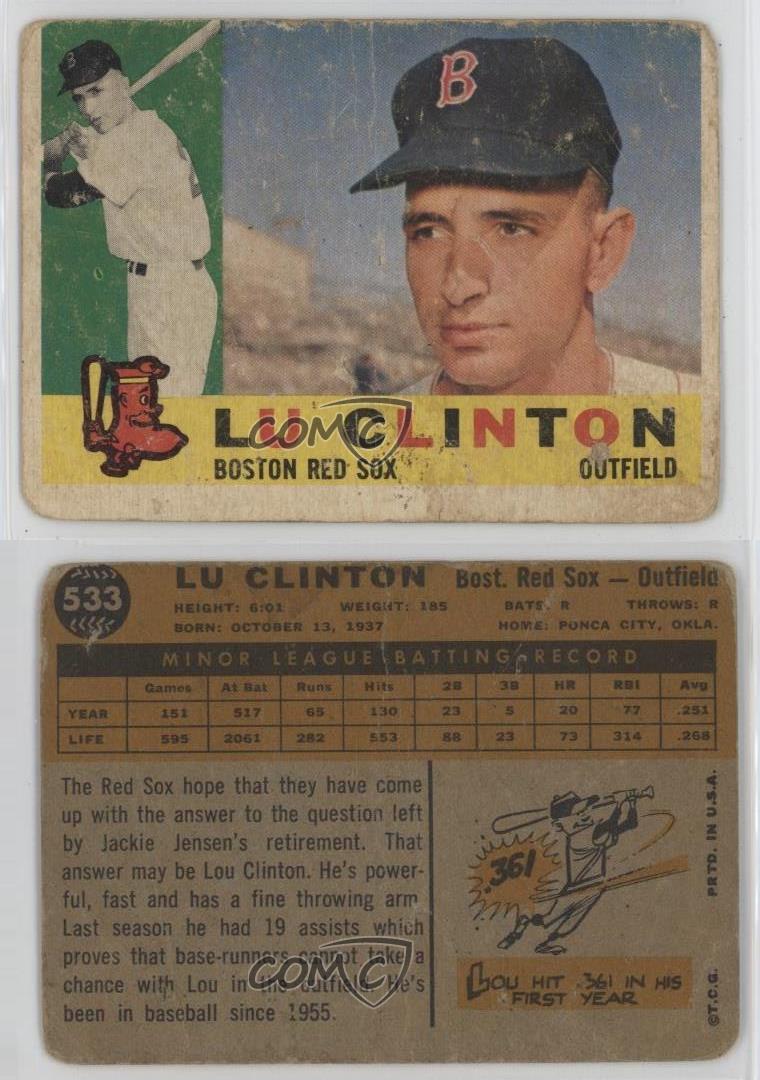 B
B
LU CLINTON
BOSTON RED SOX OUTFIELD
COMC
533
LU CLINTON Bost. Red Sox — Outfield
HEIGHT: 6:01 WEIGHT: 185 BATS: R THROWS: R
BORN: OCTOBER 13, 1937 HOME: PONCA CITY, OKLA.
MINOR LEAGUE BATTING RECORD
Games At Bat Runs Hits 2B 3B HR RBI Avg
YEAR 151 517 65 130 23 5 20 77 .251
LIFE 595 2061 282 553 88 23 73 314 .268
The Red Sox hope that they have come
up with the answer to the question left
by Jackie Jensen's retirement. That
answer may be Lou Clinton. He's power-
ful, fast and has a fine throwing arm
Last season he had 19 assists which
proves that base-runners cannot take a
chance with Lou in the outfield. He's
been in baseball since 1955.
COMC
.361
LOU HIT .361 IN HIS
FIRST YEAR
PRTD. IN U.S.A.
©T.C.G.